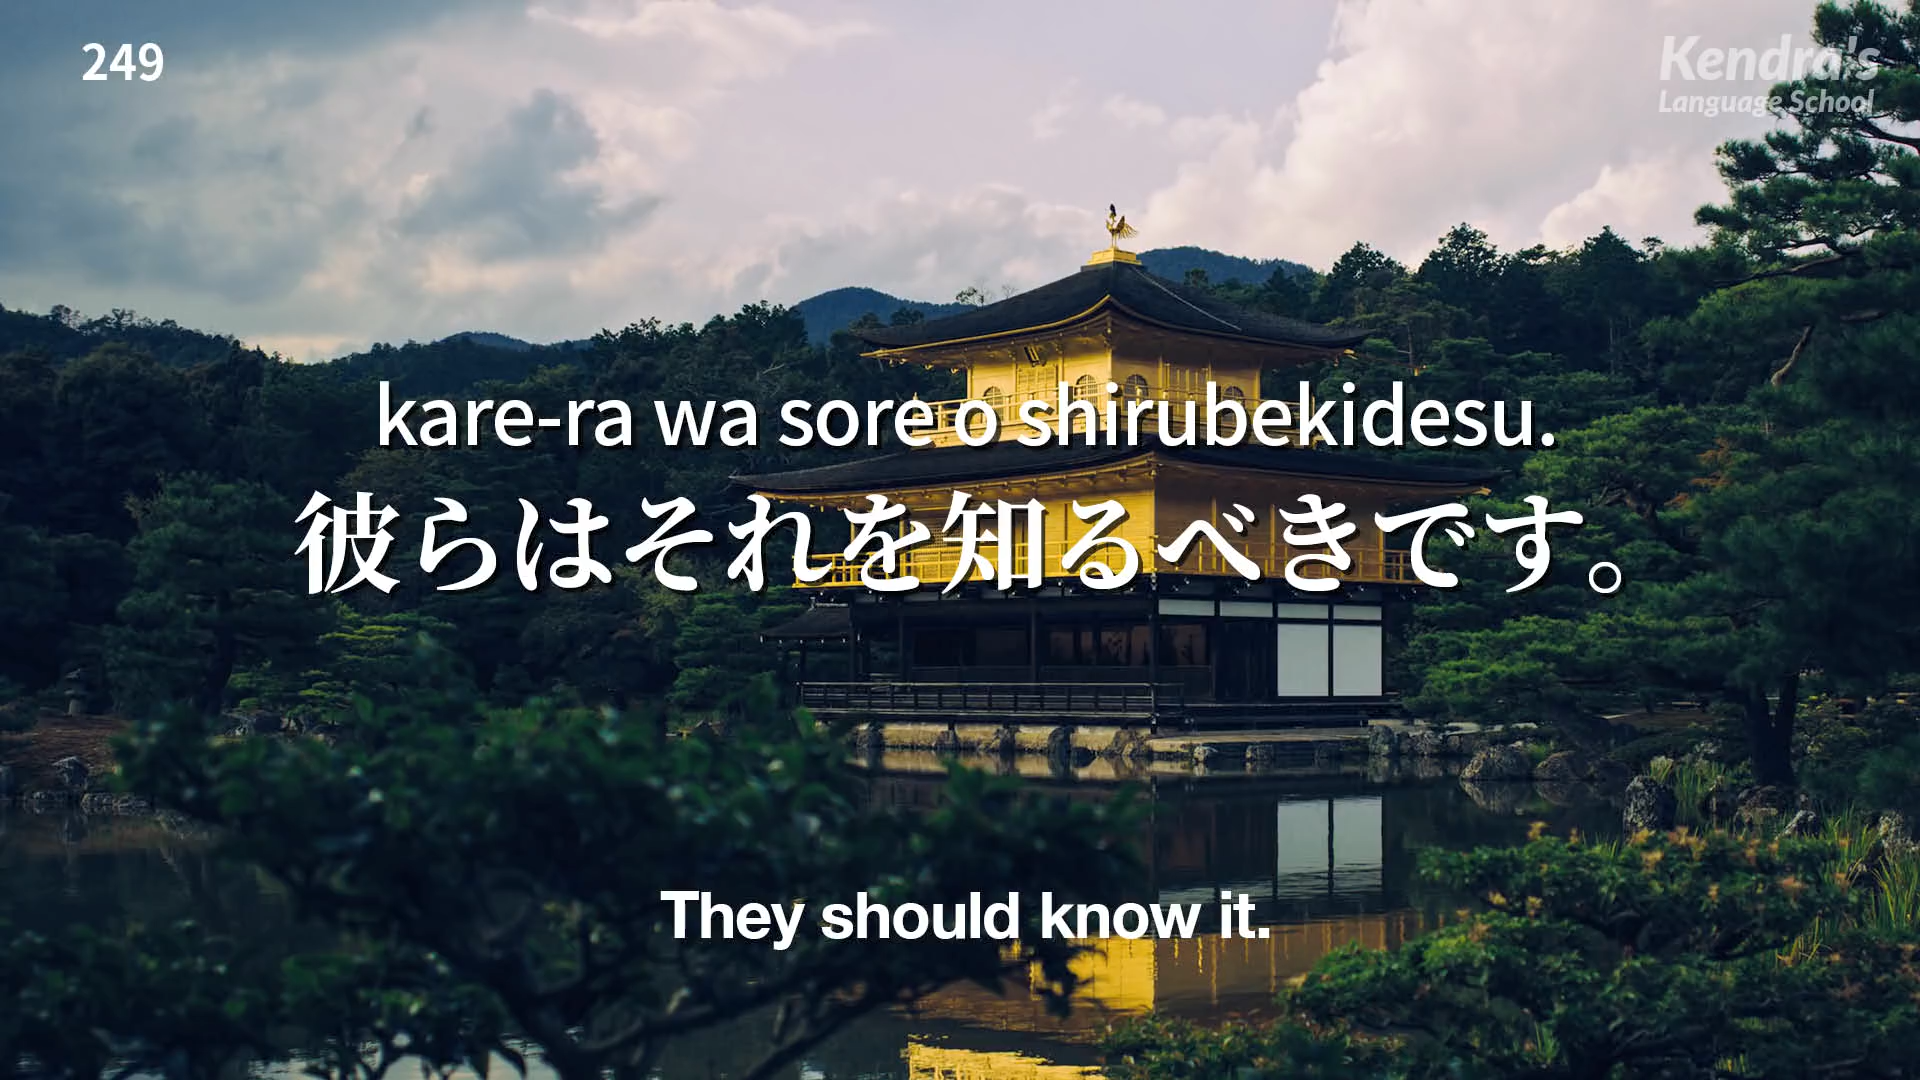 249
Kendra's
Language School
kare-ra wa sore o shirubekidesu.
彼らはそれを知るべきです。
They should know it.